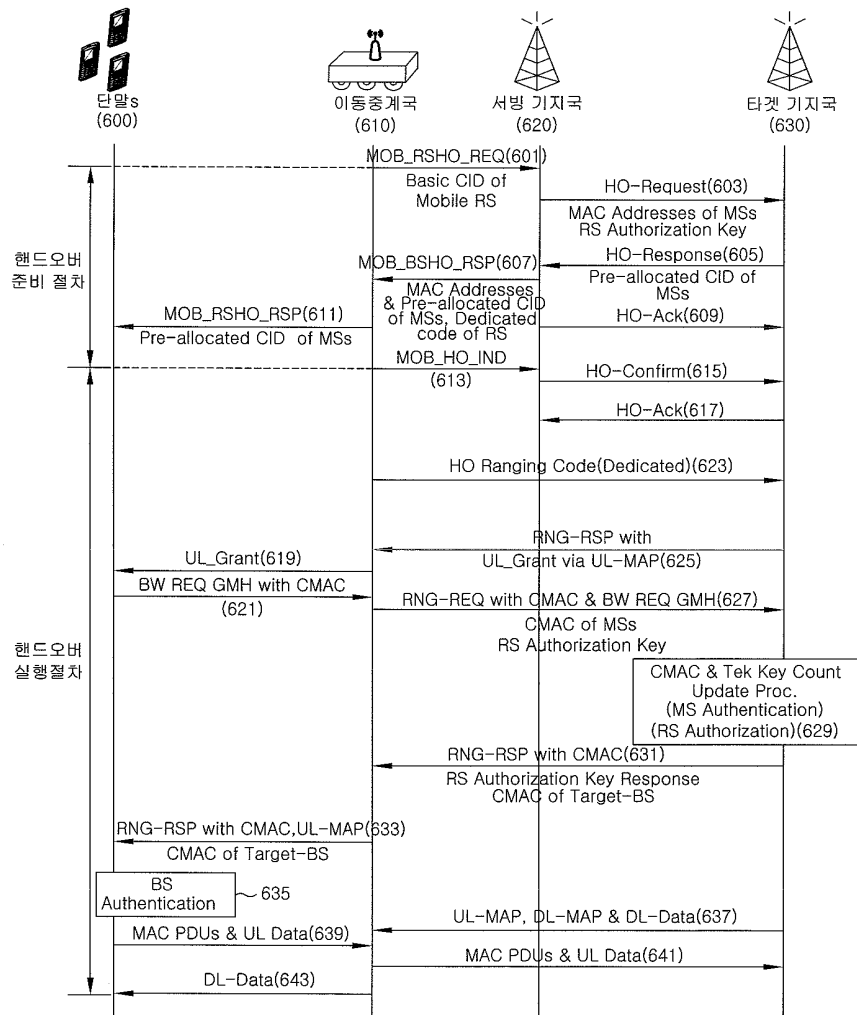 단말s
(600)
이동중계국
(610)
서빙 기지국
(620)
타겟 기지국
(630)
MOB_RSHO_REQ(601)
Basic CID of
Mobile RS
HO-Request(603)
MAC Addresses of MSs
RS Authorization Key
핸드오버
준비 절차
HO-Response(605)
Pre-allocated CID of
MSs
MOB_BSHO_RSP(607)
MAC Addresses
& Pre-allocated CID
of MSs, Dedicated
code of RS
HO-Ack(609)
MOB_RSHO_RSP(611)
Pre-allocated CID of MSs
MOB_HO_IND
(613)
HO-Confirm(615)
HO-Ack(617)
HO Ranging Code(Dedicated)(623)
RNG-RSP with
UL_Grant via UL-MAP(625)
UL_Grant(619)
BW REQ GMH with CMAC
(621)
RNG-REQ with CMAC & BW REQ GMH(627)
CMAC of MSs
RS Authorization Key
핸드오버
실행절차
CMAC & Tek Key Count
Update Proc.
(MS Authentication)
(RS Authorization)(629)
RNG-RSP with CMAC(631)
RS Authorization Key Response
CMAC of Target-BS
RNG-RSP with CMAC,UL-MAP(633)
CMAC of Target-BS
BS
Authentication
635
UL-MAP, DL-MAP & DL-Data(637)
MAC PDUs & UL Data(639)
MAC PDUs & UL Data(641)
DL-Data(643)